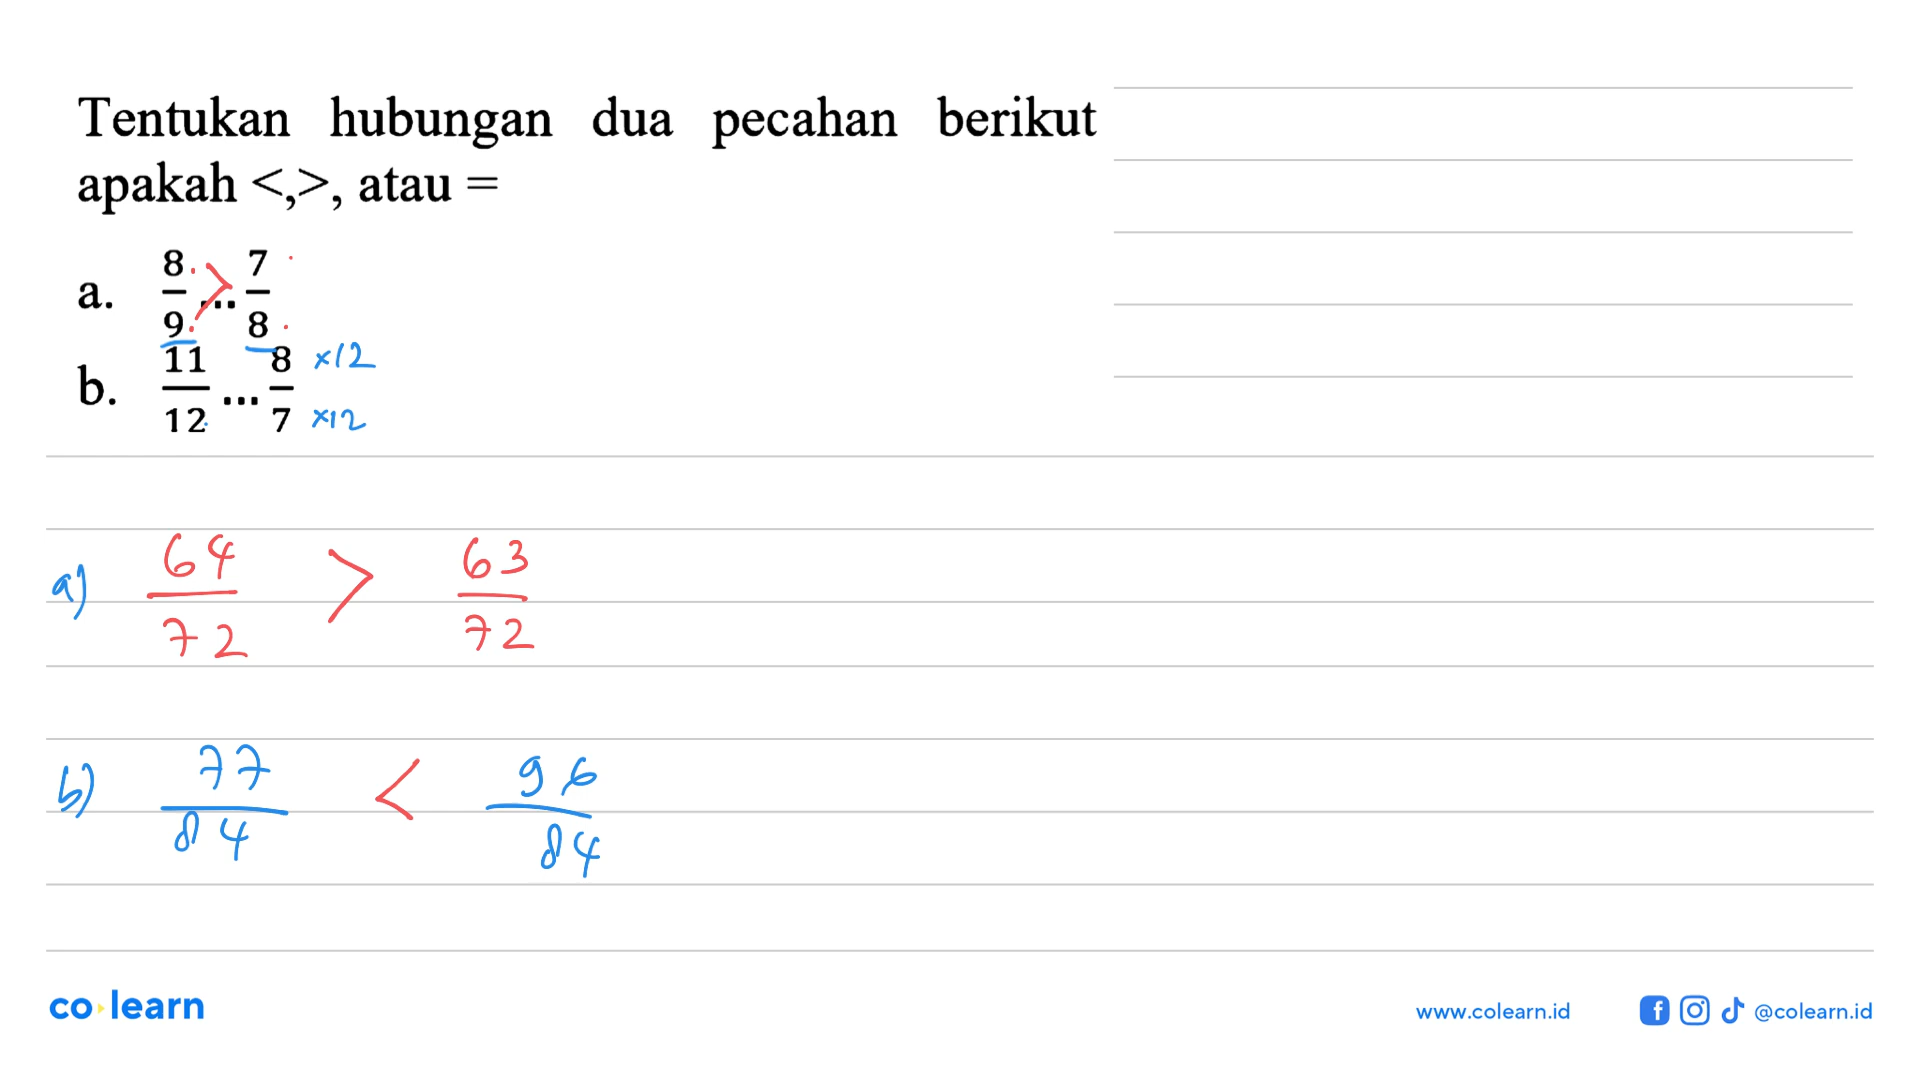 Tentukan hubungan dua pecahan berikut
apakah <,>, atau =
a. 8/9 ... > 7/8
b. 11/12 ... 8/7 ×12 ×12
a) 64/72 > 63/72
b) 77/84 < 96/84
co learn
www.colearn.id
@colearn.id